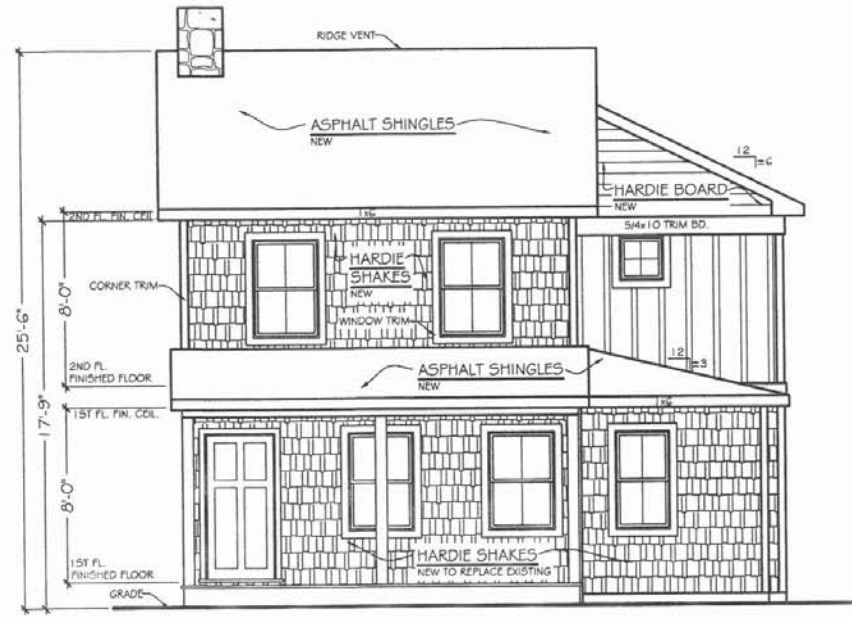 RIDGE VENT
ASPHALT SHINGLES
NEW
12
±6
HARDIE BOARD
NEW
2ND FL. FIN. CEIL.
1x6
5/4x10 TRIM BD.
HARDIE
SHAKES
NEW
CORNER TRIM
8'-0"
WINDOW TRIM
25'-6"
12
±3
2ND FL.
FINISHED FLOOR
ASPHALT SHINGLES
NEW
1x6
17'-9"
1ST FL. FIN. CEIL.
8'-0"
HARDIE SHAKES
NEW TO REPLACE EXISTING
1ST FL.
FINISHED FLOOR
GRADE